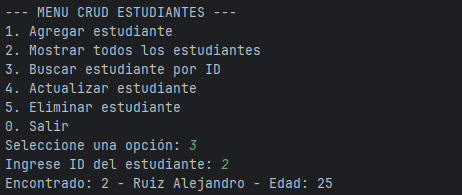 --- MENU CRUD ESTUDIANTES ---
1. Agregar estudiante
2. Mostrar todos los estudiantes
3. Buscar estudiante por ID
4. Actualizar estudiante
5. Eliminar estudiante
0. Salir
Seleccione una opción: 3
Ingrese ID del estudiante: 2
Encontrado: 2 - Ruiz Alejandro - Edad: 25